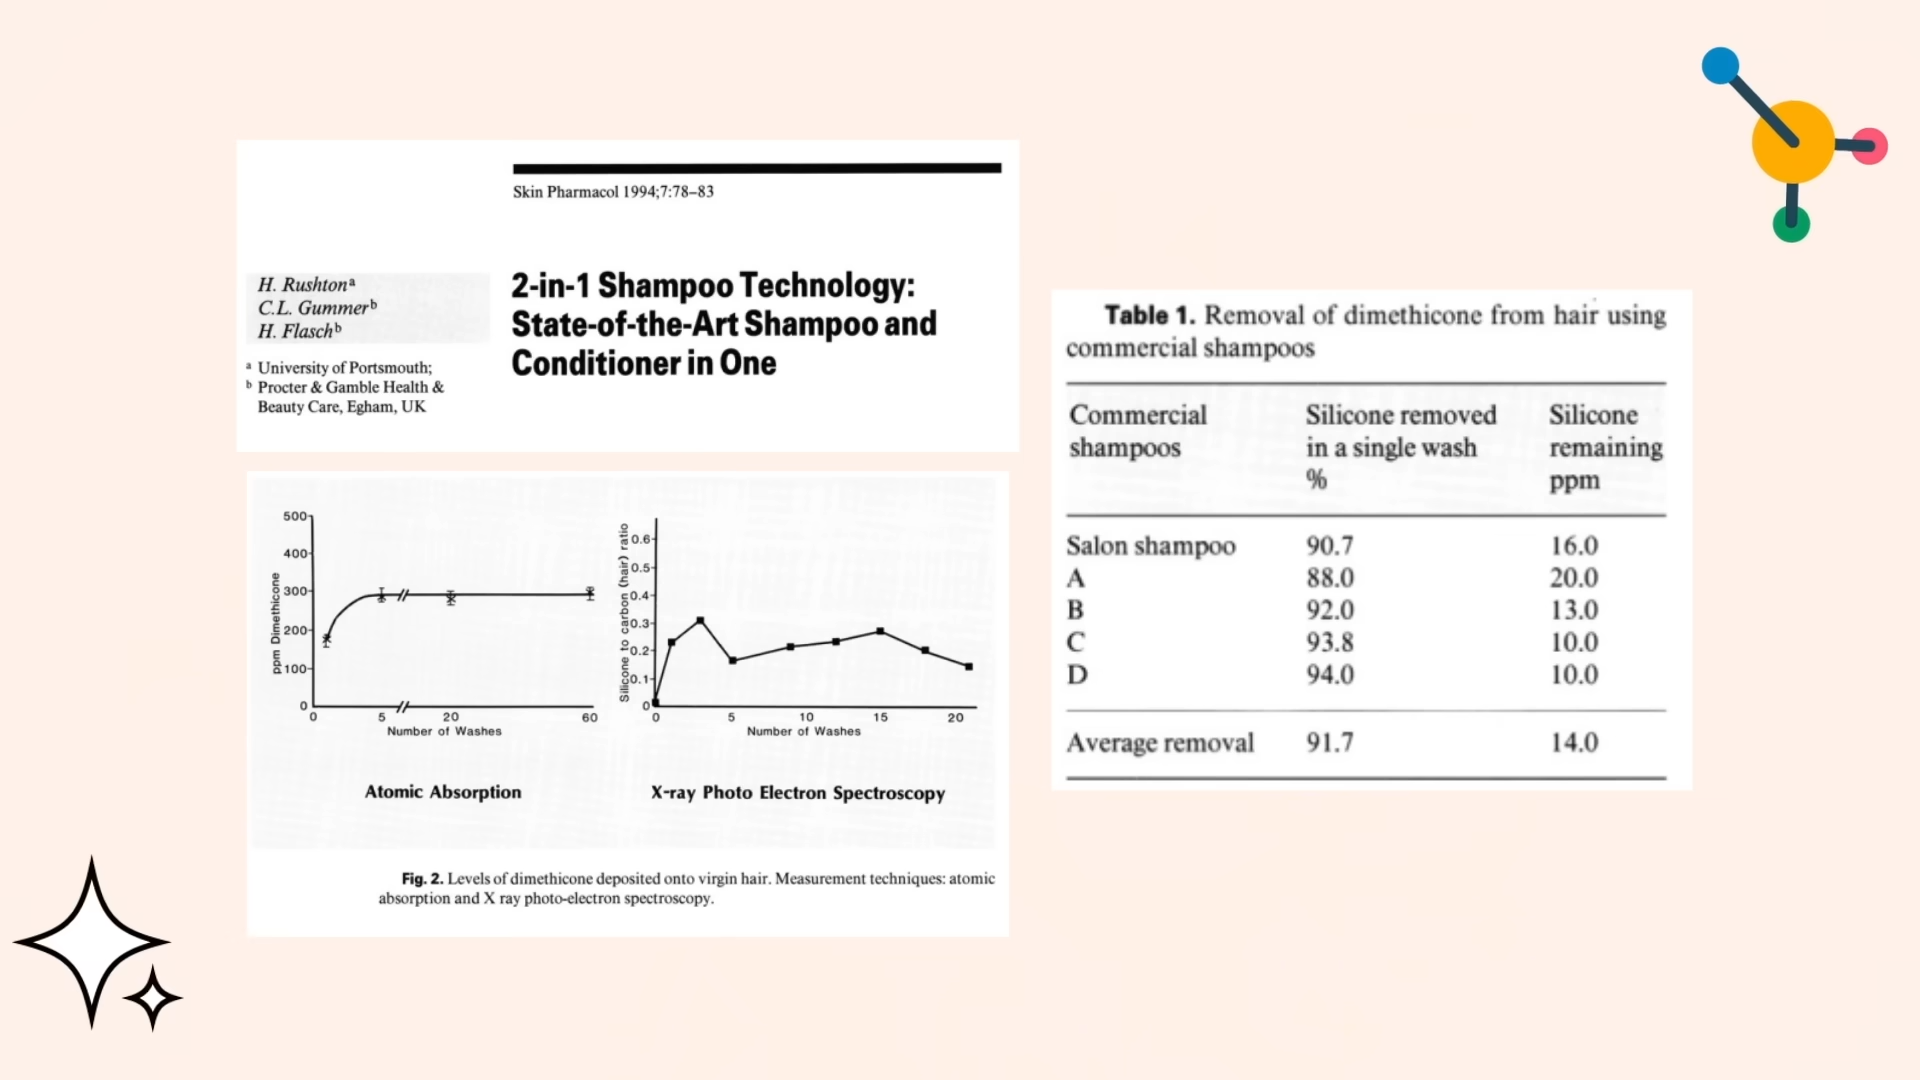 Skin Pharmacol 1994;7:78–83
H. Rushton a
C.L. Gummer b
H. Flasch b
a University of Portsmouth;
b Procter & Gamble Health &
Beauty Care, Egham, UK
2-in-1 Shampoo Technology:
State-of-the-Art Shampoo and
Conditioner in One
ppm Dimethicone
500
400
300
200
100
0
0 5 20 60
Number of Washes
Atomic Absorption
Silicone to carbon (hair) ratio
0.6
0.5
0.4
0.3
0.2
0.1
0
0 5 10 15 20
Number of Washes
X-ray Photo Electron Spectroscopy
Fig. 2. Levels of dimethicone deposited onto virgin hair. Measurement techniques: atomic
absorption and X ray photo-electron spectroscopy.
Table 1. Removal of dimethicone from hair using
commercial shampoos
Commercial Silicone removed Silicone
shampoos in a single wash remaining
% ppm
Salon shampoo 90.7 16.0
A 88.0 20.0
B 92.0 13.0
C 93.8 10.0
D 94.0 10.0
Average removal 91.7 14.0